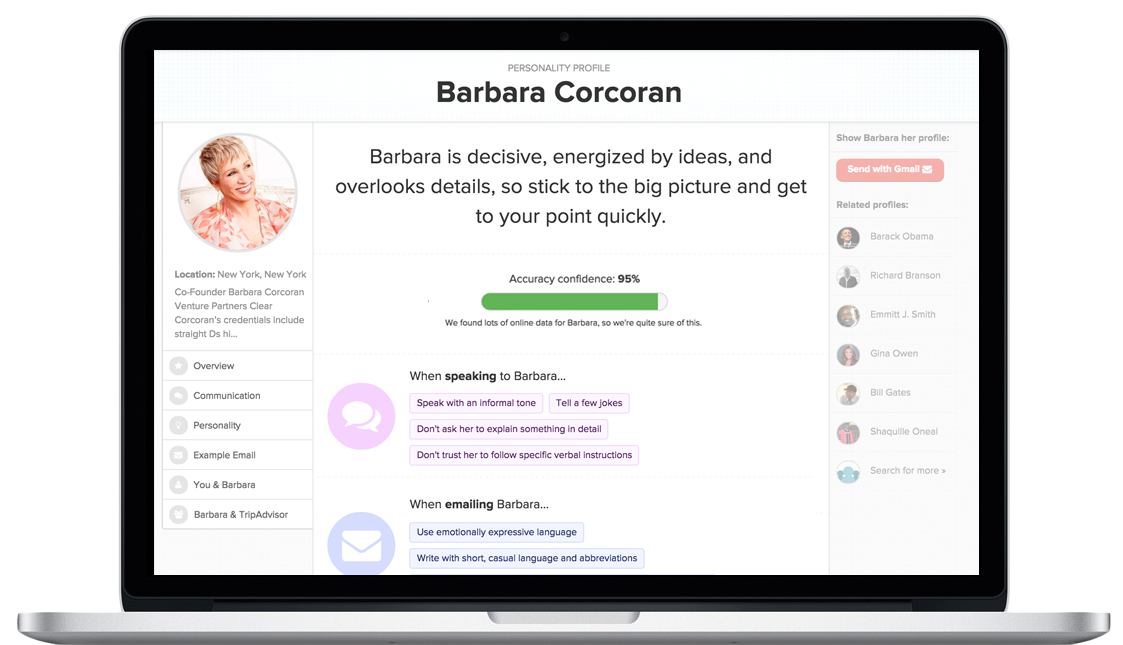 PERSONALITY PROFILE
Barbara Corcoran
Location: New York, New York
Co-Founder Barbara Corcoran
Venture Partners Clear
Corcoran's credentials include
straight Ds hi...
Overview
Communication
Personality
Example Email
You & Barbara
Barbara & TripAdvisor
Barbara is decisive, energized by ideas, and
overlooks details, so stick to the big picture and get
to your point quickly.
Accuracy confidence: 95%
We found lots of online data for Barbara, so we're quite sure of this.
When speaking to Barbara...
Speak with an informal tone
Tell a few jokes
Don't ask her to explain something in detail
Don't trust her to follow specific verbal instructions
When emailing Barbara...
Use emotionally expressive language
Write with short, casual language and abbreviations
Show Barbara her profile:
Send with Gmail
Related profiles:
Barack Obama
Richard Branson
Emmitt J. Smith
Gina Owen
Bill Gates
Shaquille Oneal
Search for more »